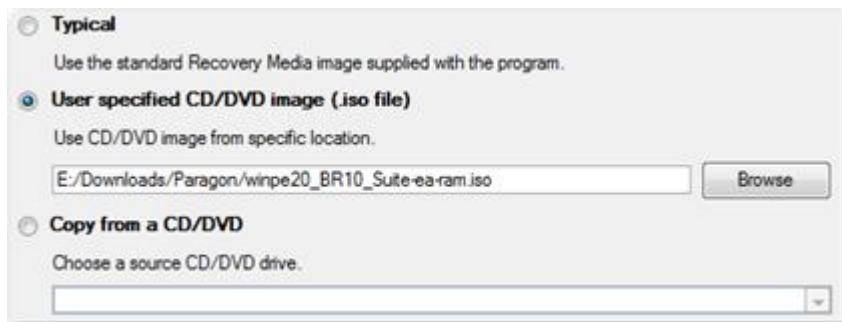 Typical
Use the standard Recovery Media image supplied with the program.
User specified CD/DVD image (.iso file)
Use CD/DVD image from specific location.
E:/Downloads/Paragon/winpe20_BR10_Suite-ea-ram.iso Browse
Copy from a CD/DVD
Choose a source CD/DVD drive.